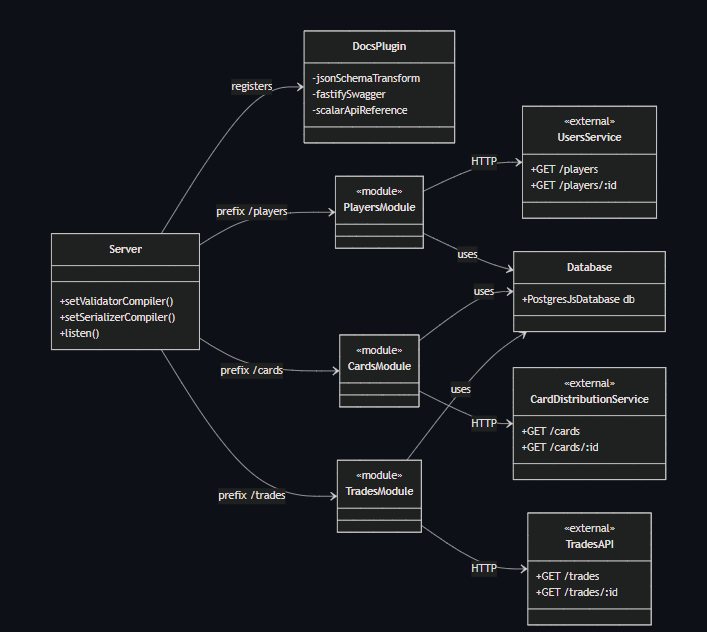 DocsPlugin
-jsonSchemaTransform
-fastifySwagger
-scalarApiReference
registers
«external»
UsersService
+GET /players
+GET /players/:id
HTTP
«module»
PlayersModule
prefix /players
uses
Server
+setValidatorCompiler()
+setSerializerCompiler()
+listen()
Database
+PostgresJsDatabase db
uses
«module»
CardsModule
prefix /cards
uses
«external»
CardDistributionService
+GET /cards
+GET /cards/:id
HTTP
«module»
TradesModule
prefix /trades
«external»
TradesAPI
+GET /trades
+GET /trades/:id
HTTP